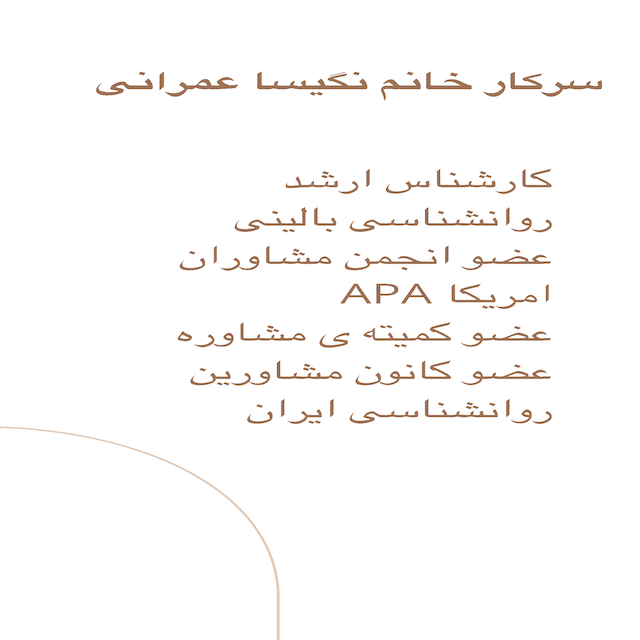 سرکار خانم نگیسا عمرانی
کارشناس ارشد
روانشناسی بالینی
عضو انجمن مشاوران
امریکا APA
عضو کمیته ی مشاوره
عضو کانون مشاورین
روانشناسی ایران